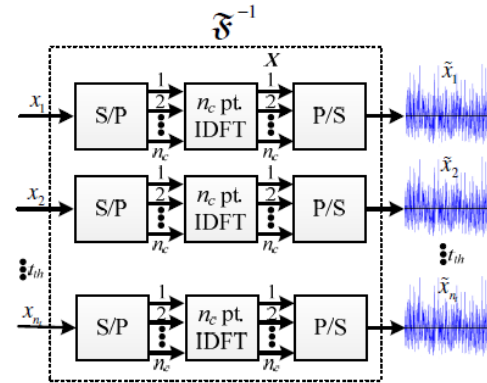 𝔉⁻¹
X
x₁ S/P 1 2 n_c n_c pt. IDFT 1 2 n_c P/S x̃₁
x₂ S/P 1 2 n_c n_c pt. IDFT 1 2 n_c P/S x̃₂
t_th t_th
x_{n_t} S/P 1 2 n_c n_c pt. IDFT 1 2 n_c P/S x̃_{n_t}